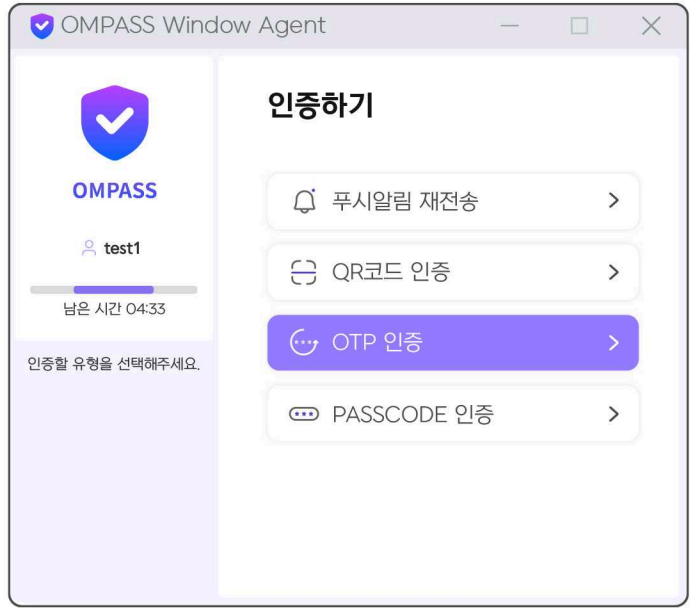 OMPASS Window Agent
OMPASS
test1
남은 시간 04:33
인증할 유형을 선택해주세요.
인증하기
푸시알림 재전송
QR코드 인증
OTP 인증
PASSCODE 인증